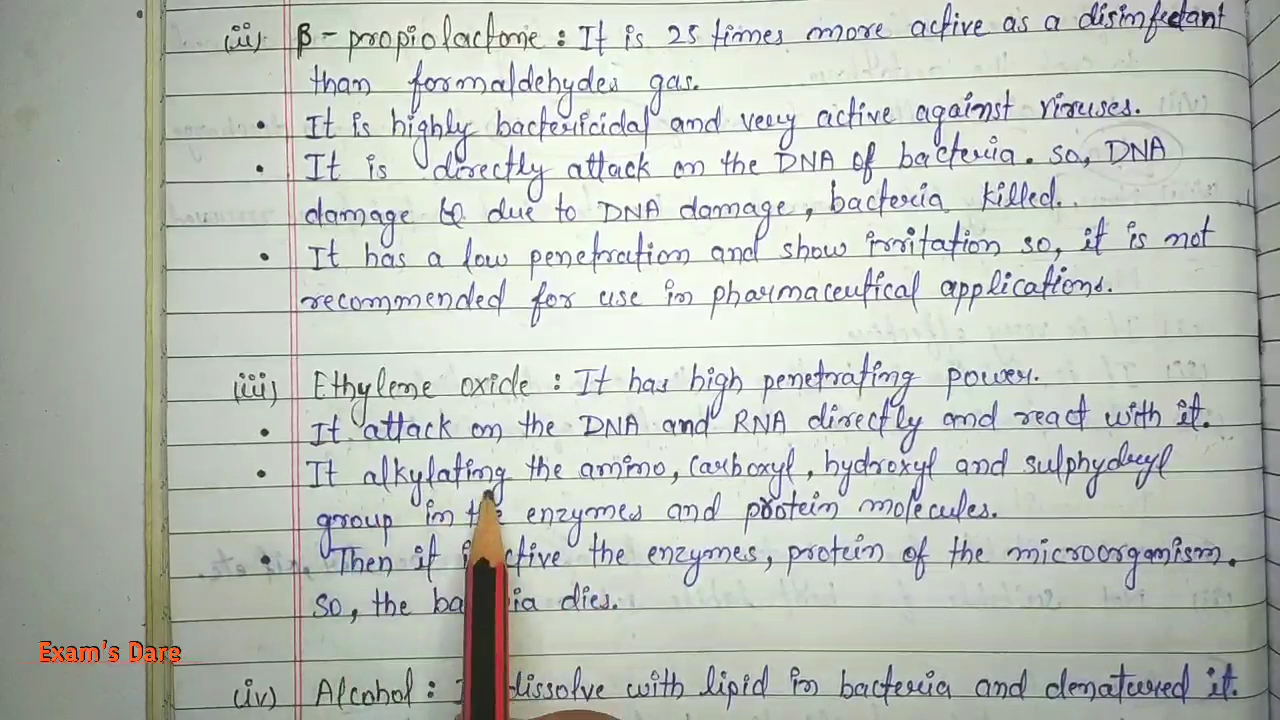 (ii) β - propiolactone : It is 25 times more active as a disinfectant
than formaldehydes gas.
• It is highly bactericidal and very active against viruses.
• It is directly attack on the DNA of bacteria. so, DNA
damage & due to DNA damage, bacteria killed.
• It has a low penetration and show irritation so, it is not
recommended for use in pharmaceutical applications.
(iii) Ethylene oxide : It has high penetrating power.
• It attack on the DNA and RNA directly and react with it.
• It alkylating the amino, carboxyl, hydroxyl and sulphydryl
group in the enzymes and protein molecules.
• Then it the enzymes, protein of the microorganism.
so, the dies.
Exam's Dare
(iv) Alcohol : dissolve with lipid in bacteria and denatured it.